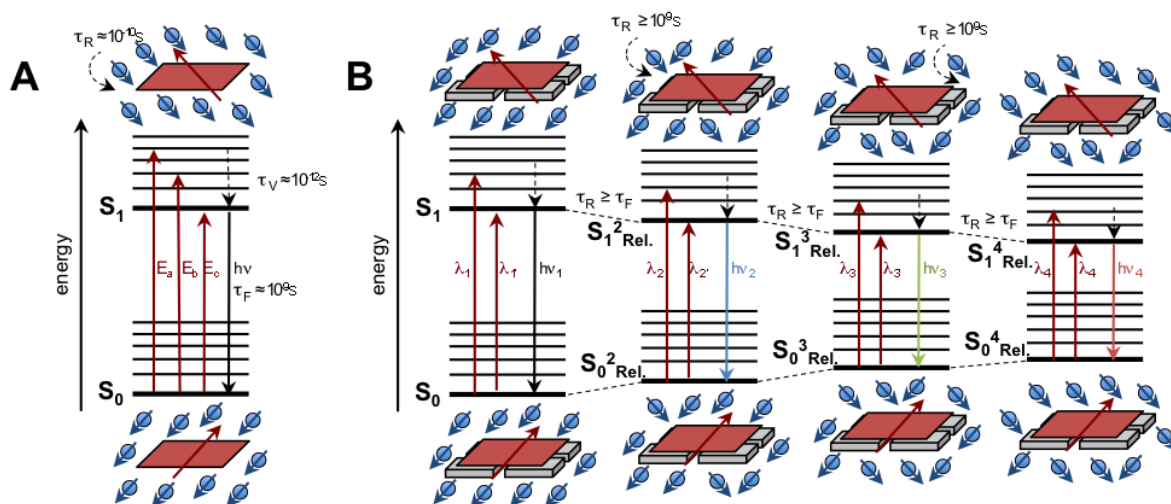 A
B
τR ≈10-10S
τR ≥ 109S
τR ≥ 109S
energy
S1
S0
Ea
Eb
Ec
τV ≈10-12S
hν
τF ≈ 109S
energy
S1
S0
λ1
λ1'
hν1
τR ≥ τF
S12Rel.
S02Rel.
λ2
λ2'
hν2
τR ≥ τF
S13Rel.
S03Rel.
λ3
λ3
hν3
τR ≥ τF
S14Rel.
S04Rel.
λ4
λ4
hν4